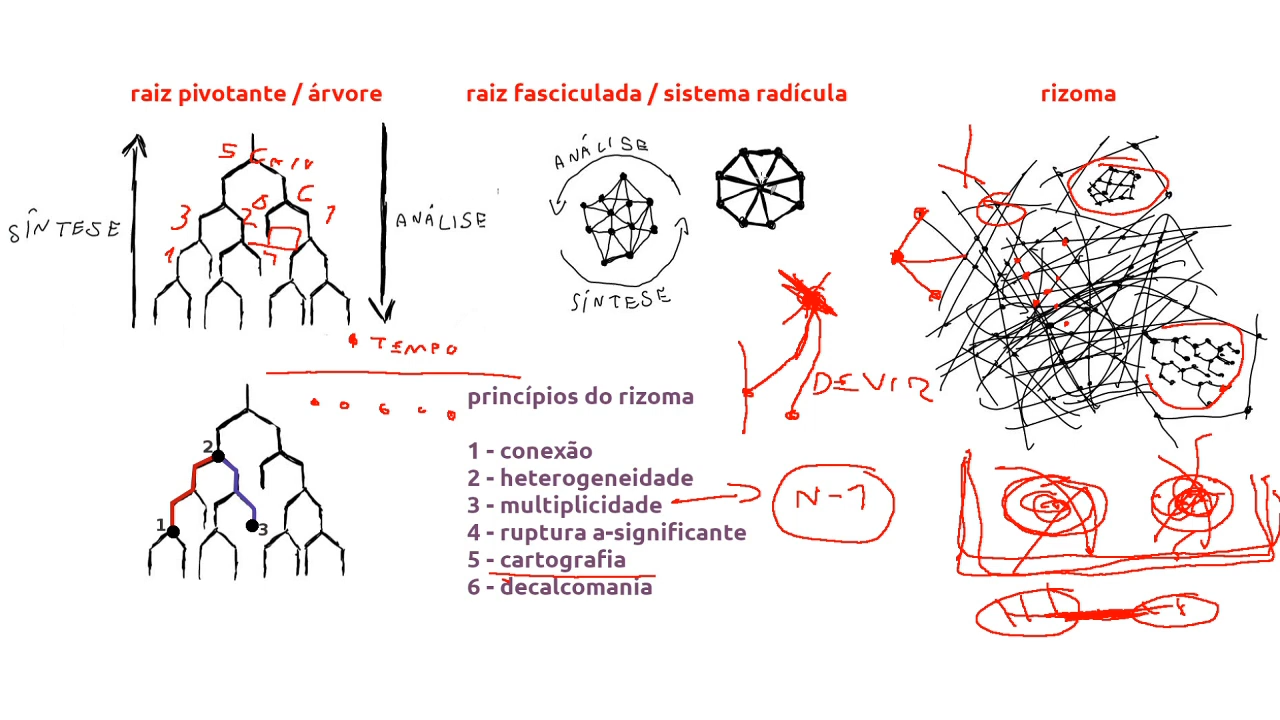 raiz pivotante / árvore
raiz fasciculada / sistema radícula
rizoma
SÍNTESE
ANÁLISE
5
3
2
1
7
C
ANÁLISE
SÍNTESE
TEMPO
DEVIR
princípios do rizoma
1 - conexão
2 - heterogeneidade
3 - multiplicidade
4 - ruptura a-significante
5 - cartografia
6 - decalcomania
N-1
2
1
3